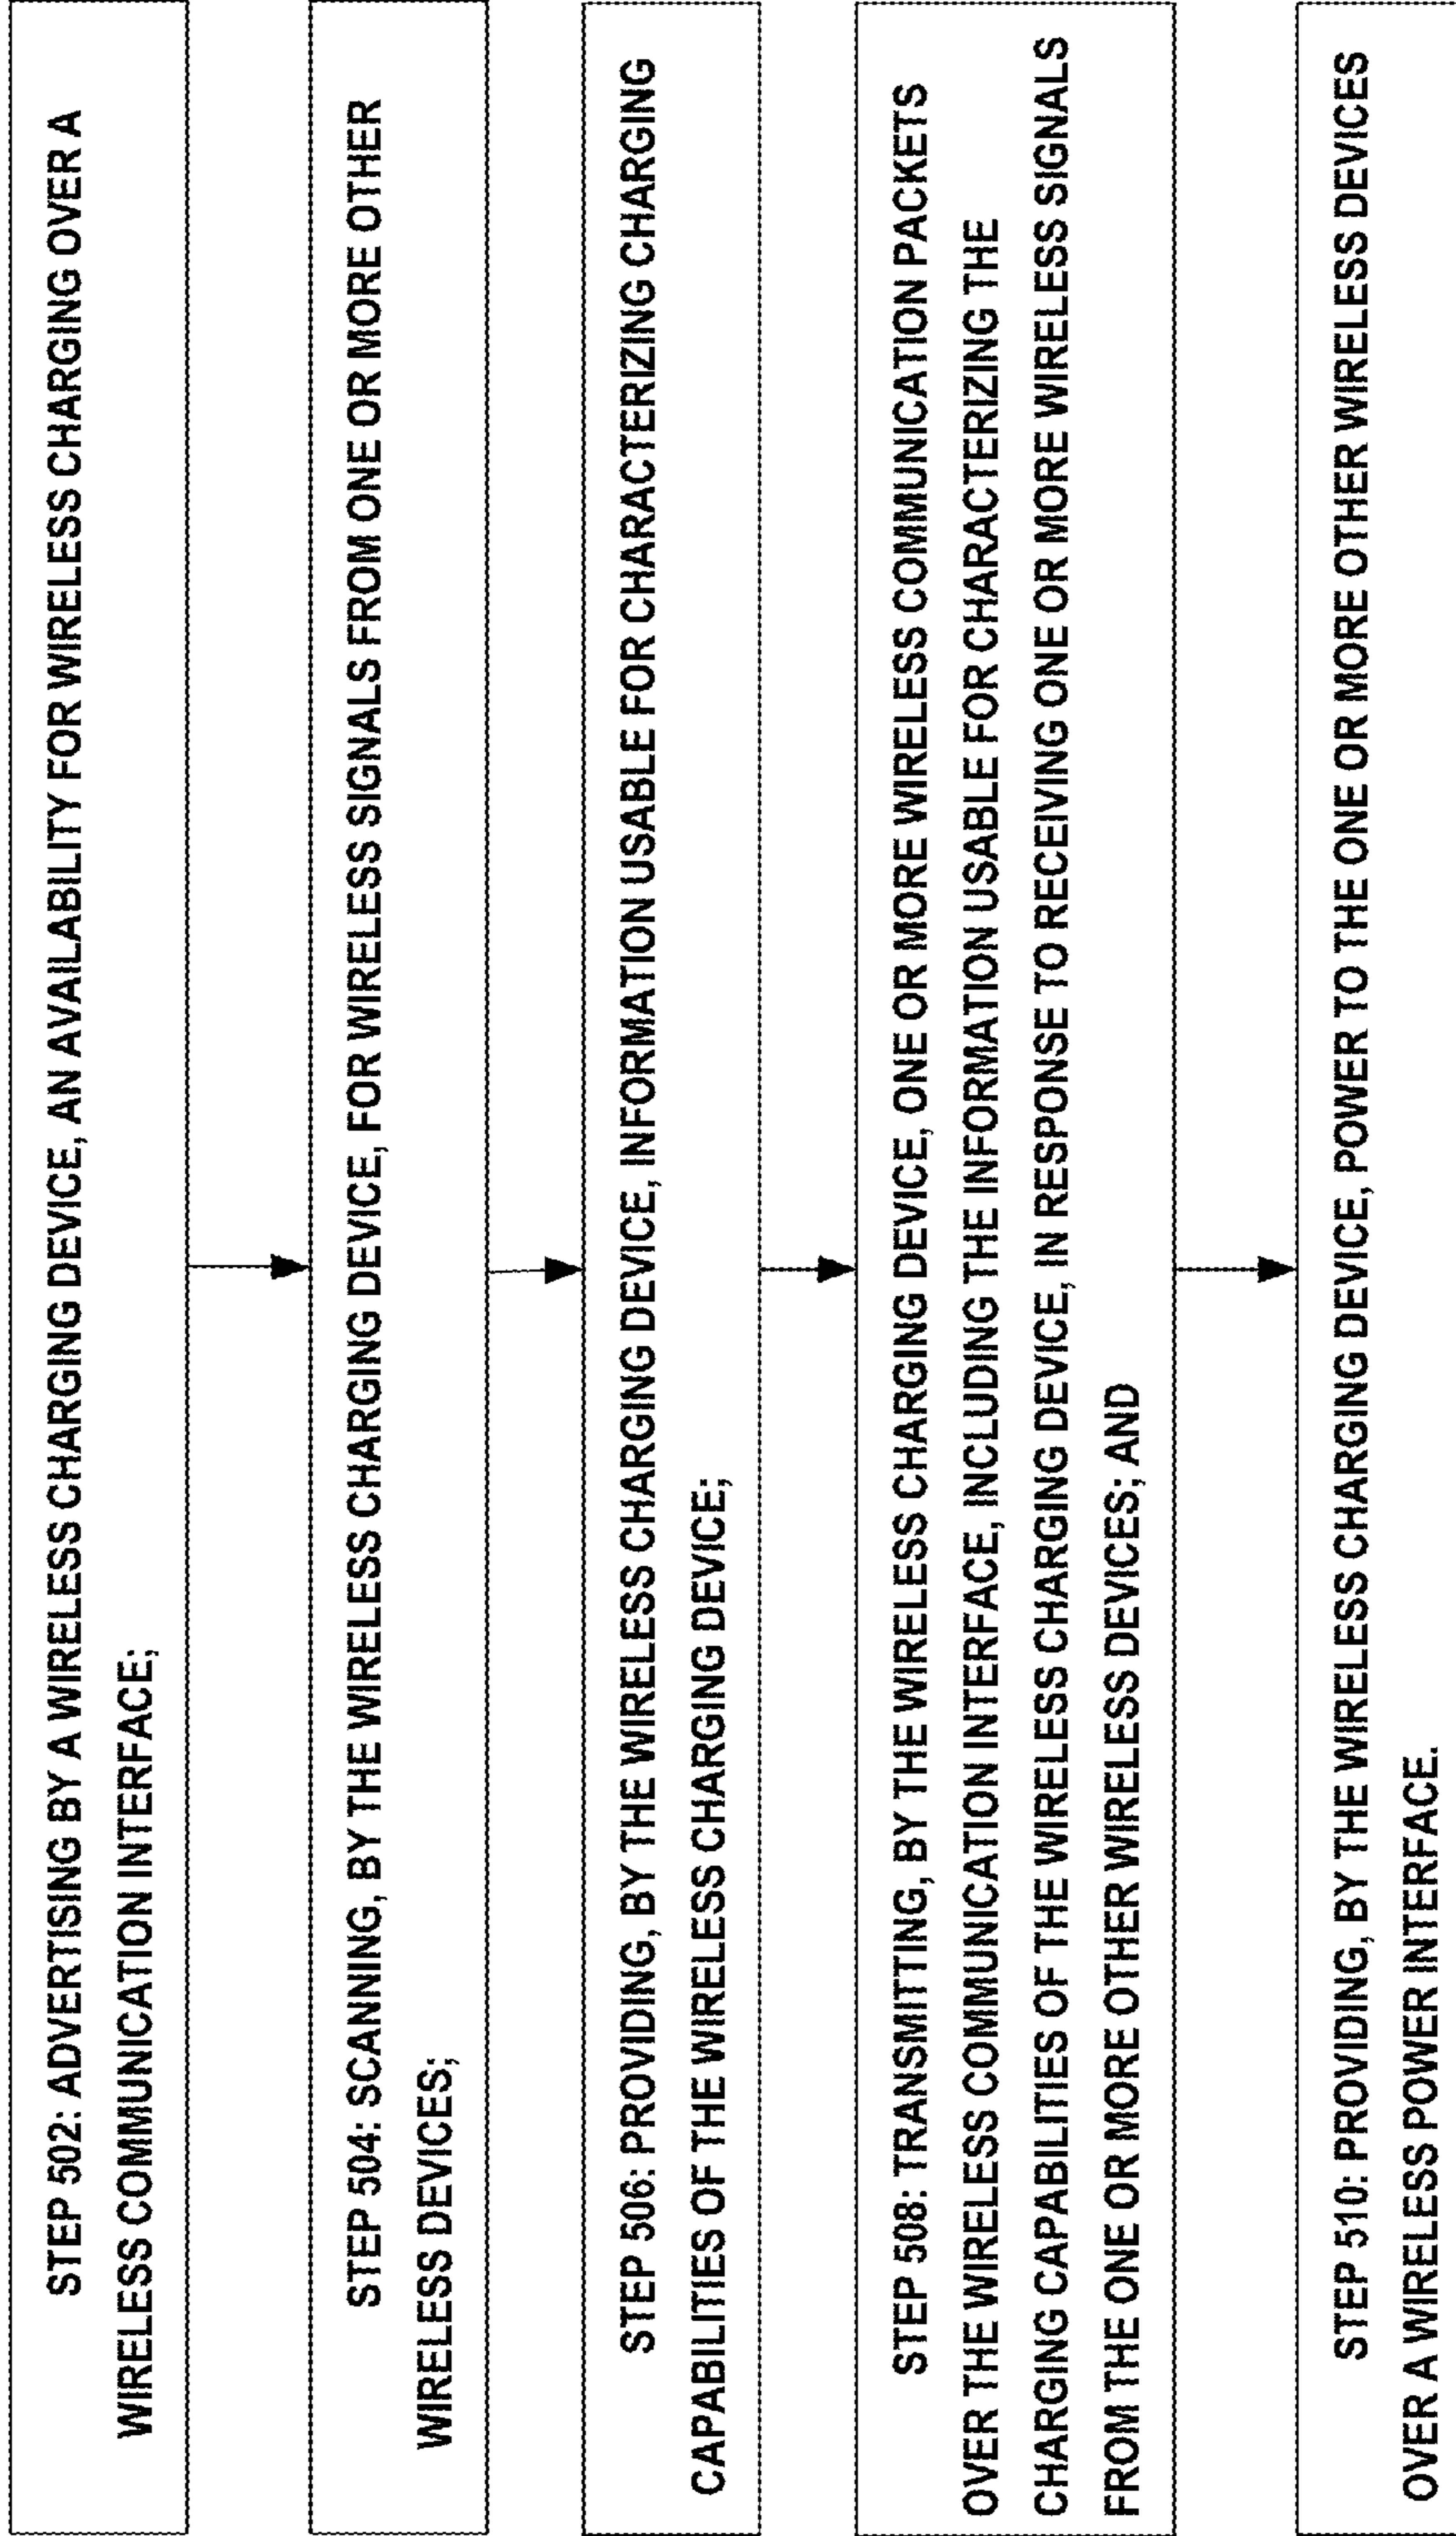 STEP 502: ADVERTISING BY A WIRELESS CHARGING DEVICE, AN AVAILABILITY FOR WIRELESS CHARGING OVER A
WIRELESS COMMUNICATION INTERFACE;
STEP 504: SCANNING, BY THE WIRELESS CHARGING DEVICE, FOR WIRELESS SIGNALS FROM ONE OR MORE OTHER
WIRELESS DEVICES;
STEP 506: PROVIDING, BY THE WIRELESS CHARGING DEVICE, INFORMATION USABLE FOR CHARACTERIZING CHARGING
CAPABILITIES OF THE WIRELESS CHARGING DEVICE;
STEP 508: TRANSMITTING, BY THE WIRELESS CHARGING DEVICE, ONE OR MORE WIRELESS COMMUNICATION PACKETS
OVER THE WIRELESS COMMUNICATION INTERFACE, INCLUDING THE INFORMATION USABLE FOR CHARACTERIZING THE
CHARGING CAPABILITIES OF THE WIRELESS CHARGING DEVICE, IN RESPONSE TO RECEIVING ONE OR MORE WIRELESS SIGNALS
FROM THE ONE OR MORE OTHER WIRELESS DEVICES; AND
STEP 510: PROVIDING, BY THE WIRELESS CHARGING DEVICE, POWER TO THE ONE OR MORE OTHER WIRELESS DEVICES
OVER A WIRELESS POWER INTERFACE.